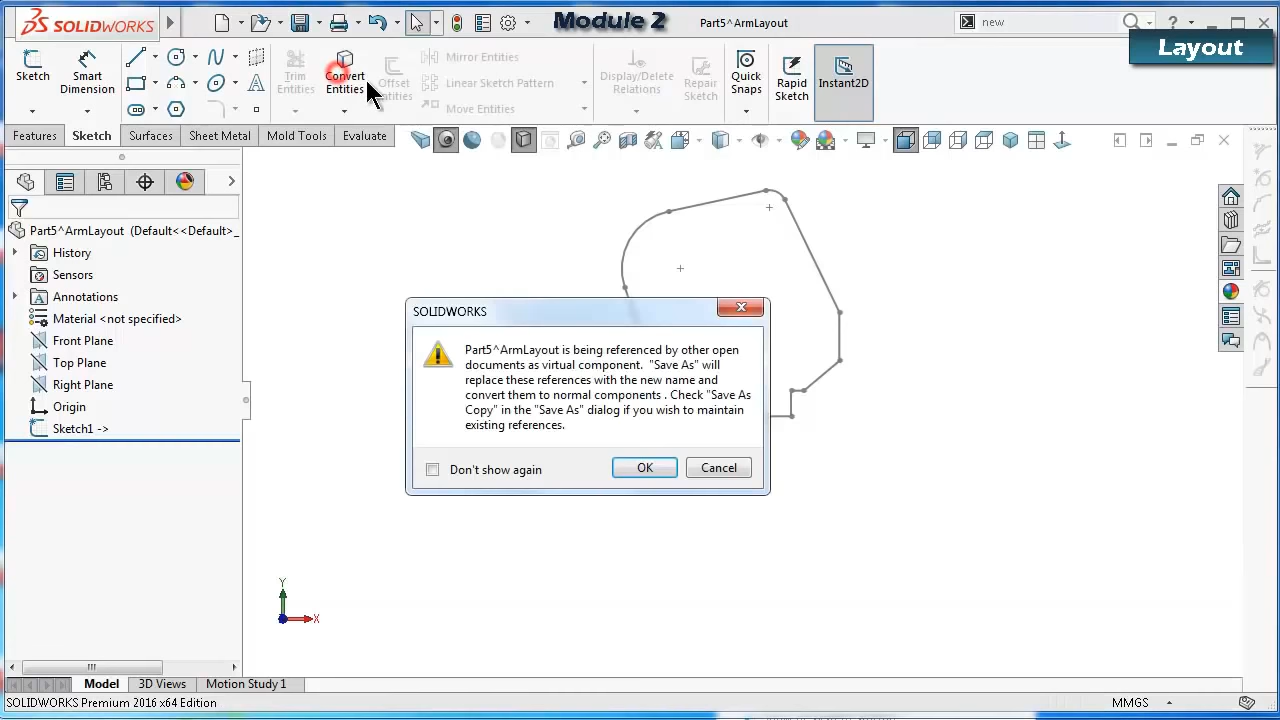 SOLIDWORKS
Module 2
Part5^ArmLayout
new
Layout
Sketch
Smart Dimension
Trim Entities
Convert Entities
Offset Entities
Mirror Entities
Linear Sketch Pattern
Move Entities
Display/Delete Relations
Repair Sketch
Quick Snaps
Rapid Sketch
Instant2D
Features
Sketch
Surfaces
Sheet Metal
Mold Tools
Evaluate
Part5^ArmLayout (Default<<Default>_
History
Sensors
Annotations
Material <not specified>
Front Plane
Top Plane
Right Plane
Origin
Sketch1 ->
SOLIDWORKS
Part5^ArmLayout is being referenced by other open
documents as virtual component. "Save As" will
replace these references with the new name and
convert them to normal components . Check "Save As
Copy" in the "Save As" dialog if you wish to maintain
existing references.
Don't show again
OK
Cancel
Y
X
Model
3D Views
Motion Study 1
SOLIDWORKS Premium 2016 x64 Edition
MMGS